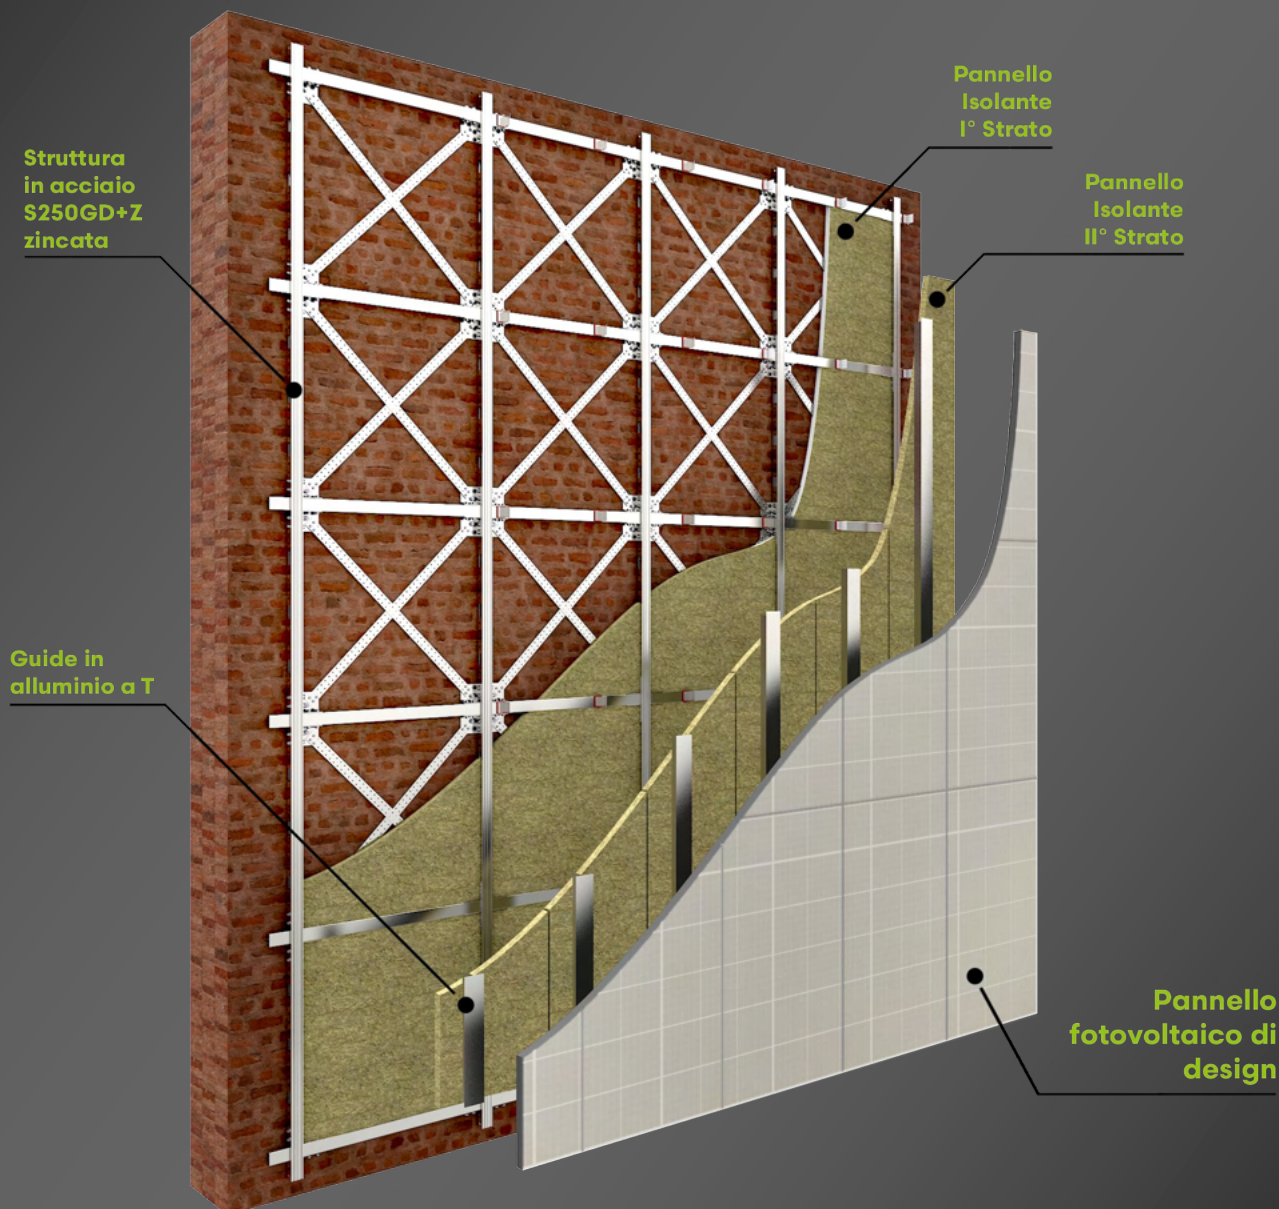 Pannello
Isolante
I° Strato
Struttura
in acciaio
S250GD+Z
zincata
Pannello
Isolante
II° Strato
Guide in
alluminio a T
Pannello
fotovoltaico di
design